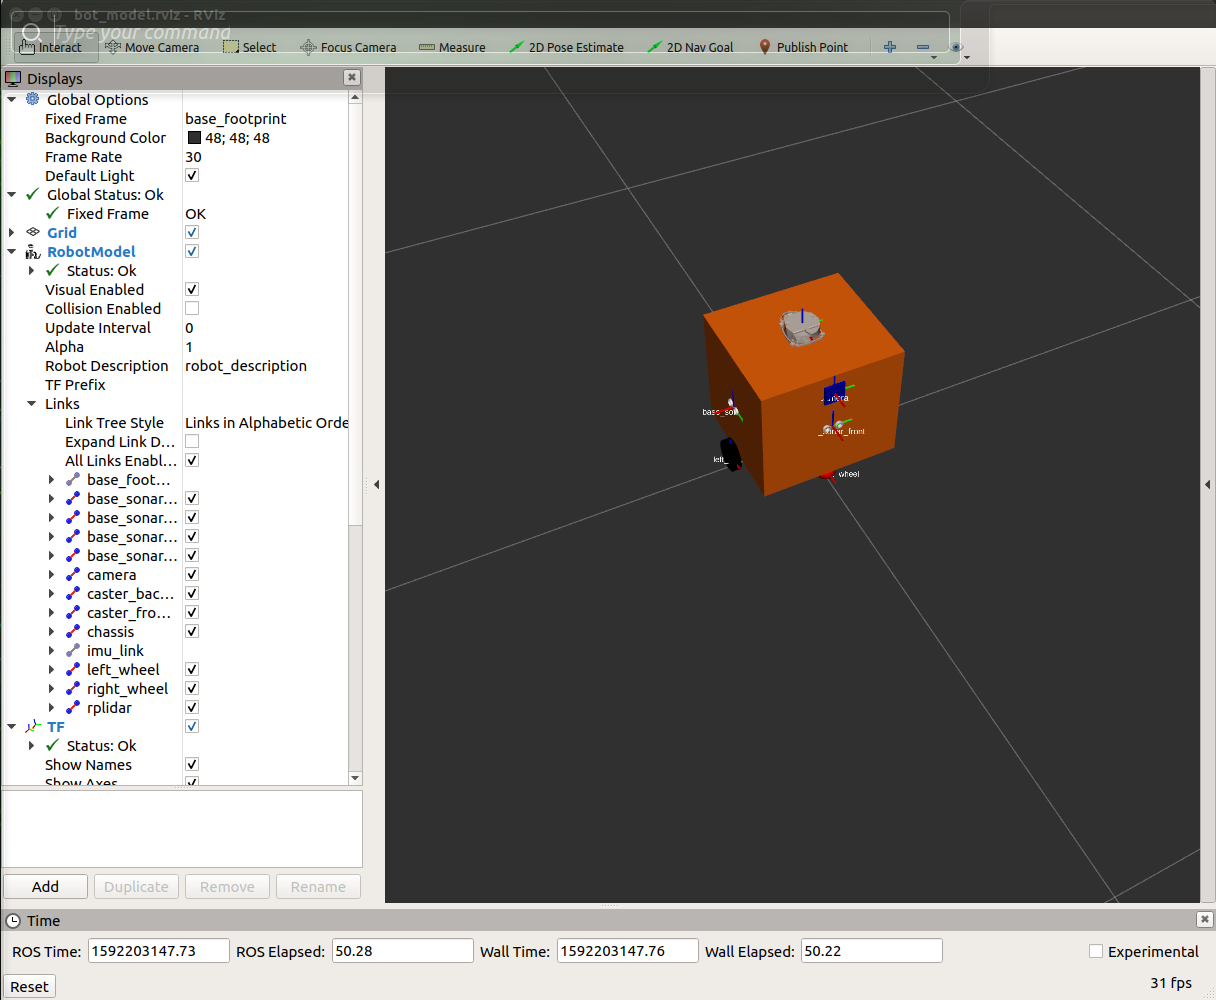 bot_model.rviz - RViz
Type your command
Interact Move Camera Select Focus Camera Measure 2D Pose Estimate 2D Nav Goal Publish Point
Displays
Global Options
Fixed Frame base_footprint
Background Color 48; 48; 48
Frame Rate 30
Default Light
Global Status: Ok
Fixed Frame OK
Grid
RobotModel
Status: Ok
Visual Enabled
Collision Enabled
Update Interval 0
Alpha 1
Robot Description robot_description
TF Prefix
Links
Link Tree Style Links in Alphabetic Orde
Expand Link D...
All Links Enabl...
base_foot...
base_sonar...
base_sonar...
base_sonar...
base_sonar...
camera
caster_bac...
caster_fro...
chassis
imu_link
left_wheel
right_wheel
rplidar
TF
Status: Ok
Show Names
Show Axes
_sonar_front
left_
wheel
Add Duplicate Remove Rename
Time
ROS Time: 1592203147.73 ROS Elapsed: 50.28 Wall Time: 1592203147.76 Wall Elapsed: 50.22 Experimental
Reset 31 fps